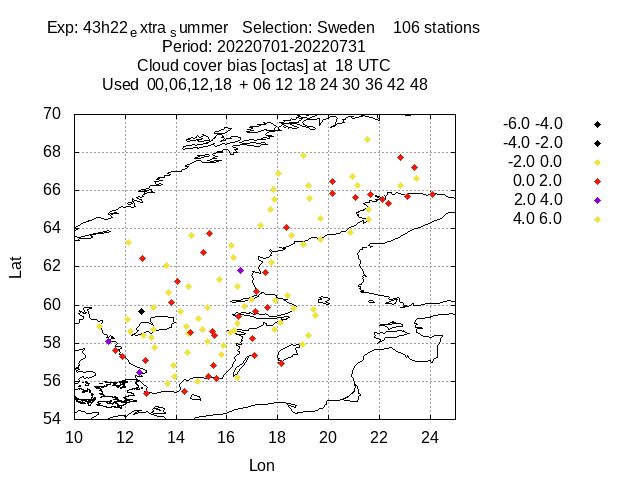 Exp: 43h22extrasummer Selection: Sweden 106 stations
Period: 20220701-20220731
Cloud cover bias [octas] at 18 UTC
Used 00,06,12,18 + 06 12 18 24 30 36 42 48
-6.0 -4.0
-4.0 -2.0
-2.0 0.0
0.0 2.0
2.0 4.0
4.0 6.0
Lat
70
68
66
64
62
60
58
56
54
10 12 14 16 18 20 22 24
Lon